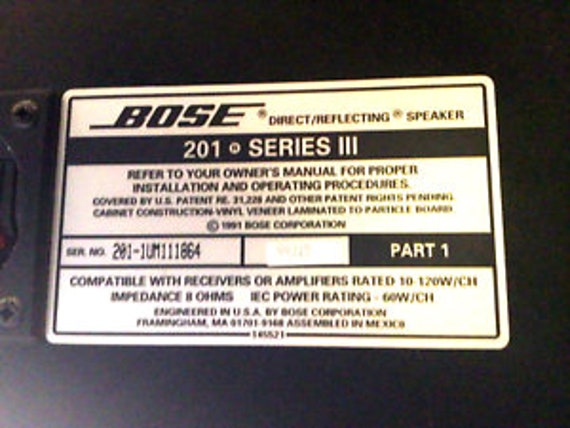 BOSE ® DIRECT/REFLECTING ® SPEAKER
201 ® SERIES III
REFER TO YOUR OWNER'S MANUAL FOR PROPER
INSTALLATION AND OPERATING PROCEDURES.
COVERED BY U.S. PATENT RE. 31,228 AND OTHER PATENT RIGHTS PENDING.
CABINET CONSTRUCTION-VINYL VENEER LAMINATED TO PARTICLE BOARD
© 1991 BOSE CORPORATION
SER. NO. 201-1UM111864
PART 1
COMPATIBLE WITH RECEIVERS OR AMPLIFIERS RATED 10-120W/CH
IMPEDANCE 8 OHMS IEC POWER RATING - 60W/CH
ENGINEERED IN U.S.A. BY BOSE CORPORATION
FRAMINGHAM, MA 01701-9168 ASSEMBLED IN MEXICO
145521